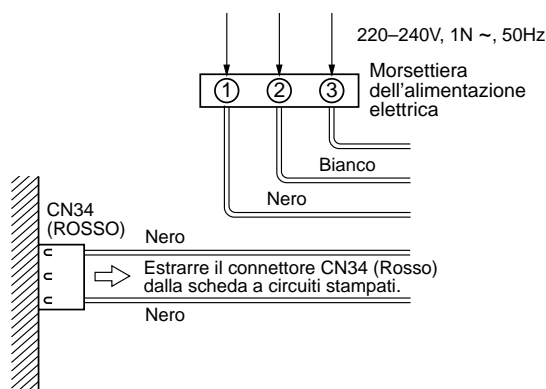 220–240V, 1N ~, 50Hz
1 2 3
Morsettiera
dell'alimentazione
elettrica
Bianco
Nero
CN34
(ROSSO)
Nero
Estrarre il connettore CN34 (Rosso)
dalla scheda a circuiti stampati.
Nero